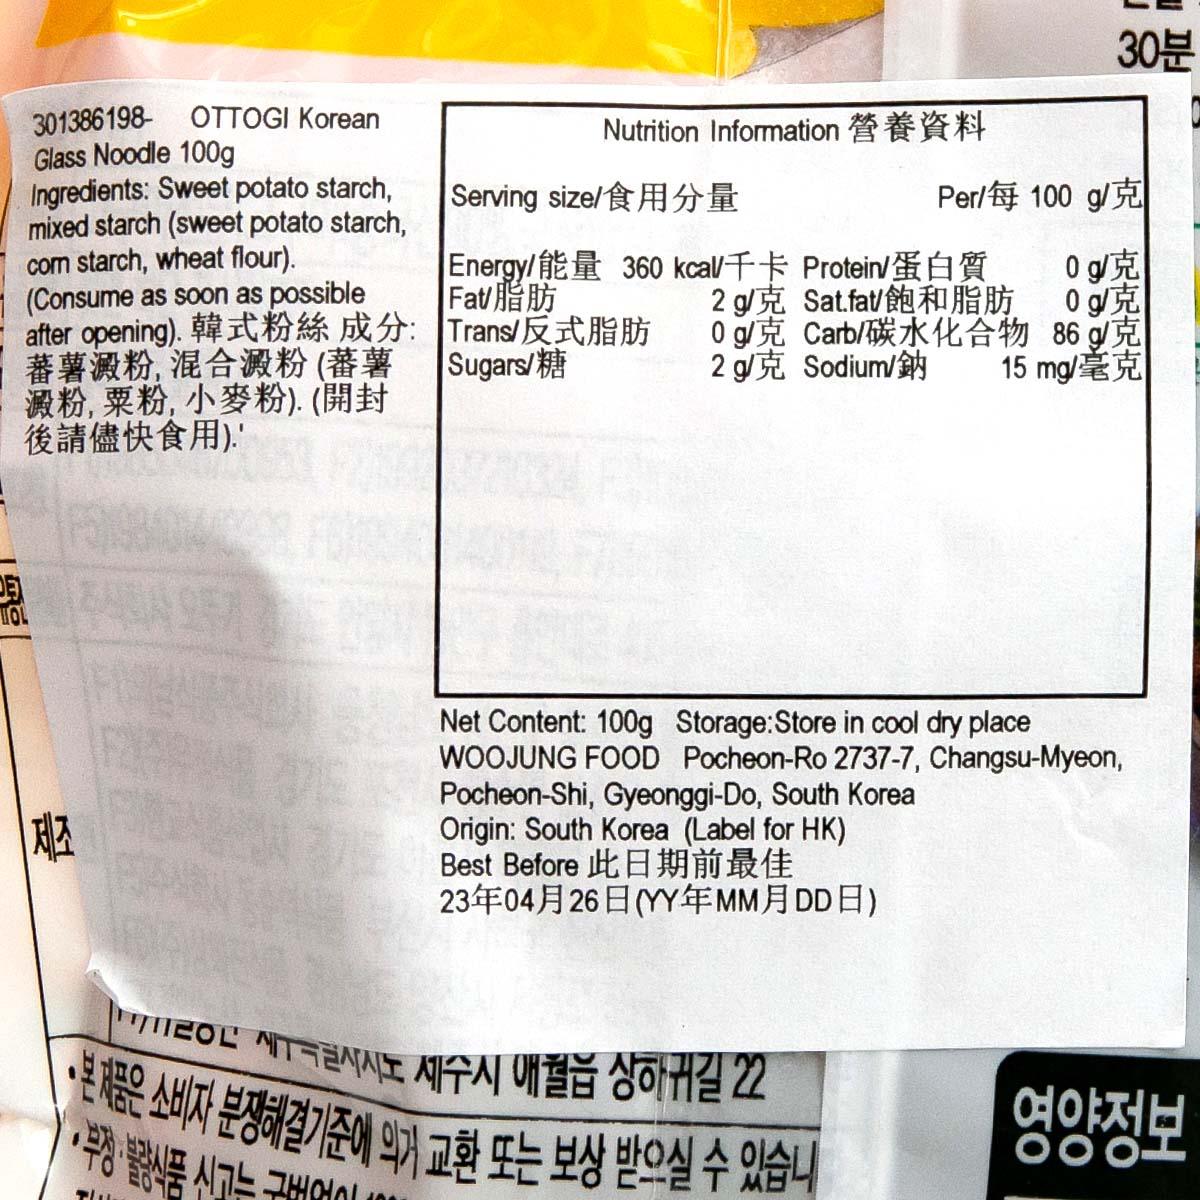 30분
301386198- OTTOGI Korean
Glass Noodle 100g
Ingredients: Sweet potato starch,
mixed starch (sweet potato starch,
corn starch, wheat flour).
(Consume as soon as possible
after opening). 韓式粉絲 成分:
蕃薯澱粉, 混合澱粉 (蕃薯
澱粉, 粟粉, 小麥粉). (開封
後請儘快食用).'
Nutrition Information 營養資料
Serving size/食用分量 Per/每 100 g/克
Energy/能量 360 kcal/千卡 Protein/蛋白質 0 g/克
Fat/脂肪 2 g/克 Sat.fat/飽和脂肪 0 g/克
Trans/反式脂肪 0 g/克 Carb/碳水化合物 86 g/克
Sugars/糖 2 g/克 Sodium/鈉 15 mg/毫克
Net Content: 100g Storage:Store in cool dry place
WOOJUNG FOOD Pocheon-Ro 2737-7, Changsu-Myeon,
Pocheon-Shi, Gyeonggi-Do, South Korea
Origin: South Korea (Label for HK)
Best Before 此日期前最佳
23年04月26日(YY年MM月DD日)
제조
제주시 애월읍 상하귀길 22
•본 제품은 소비자 분쟁해결기준에 의거 교환 또는 보상 받으실 수 있습니
•부정·불량식품 신고는
영양정보